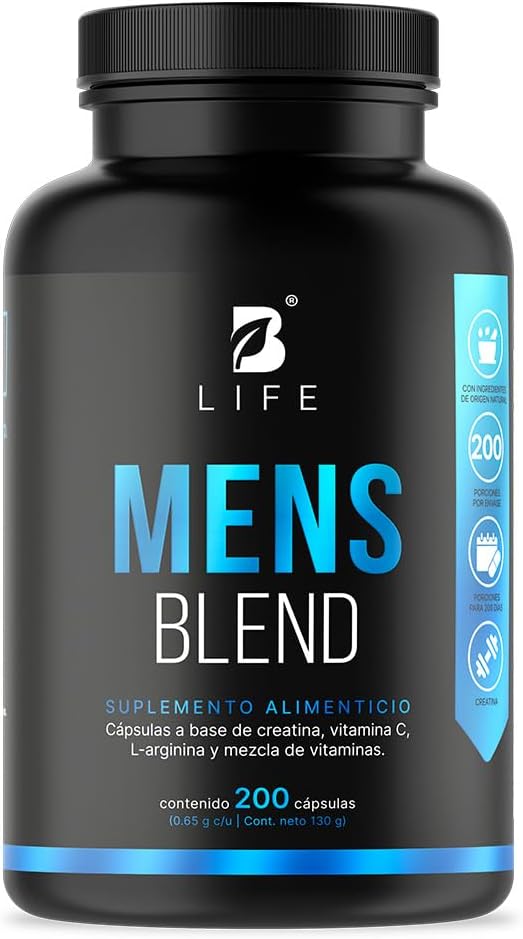 B®
LIFE
MENS
BLEND
SUPLEMENTO ALIMENTICIO
Cápsulas a base de creatina, vitamina C,
L-arginina y mezcla de vitaminas.
contenido 200 cápsulas
(0.65 g c/u | Cont. neto 130 g)
CON INGREDIENTES
DE ORIGEN NATURAL
200
PORCIONES
POR ENVASE
PORCIONES
PARA 200 DÍAS
CREATINA